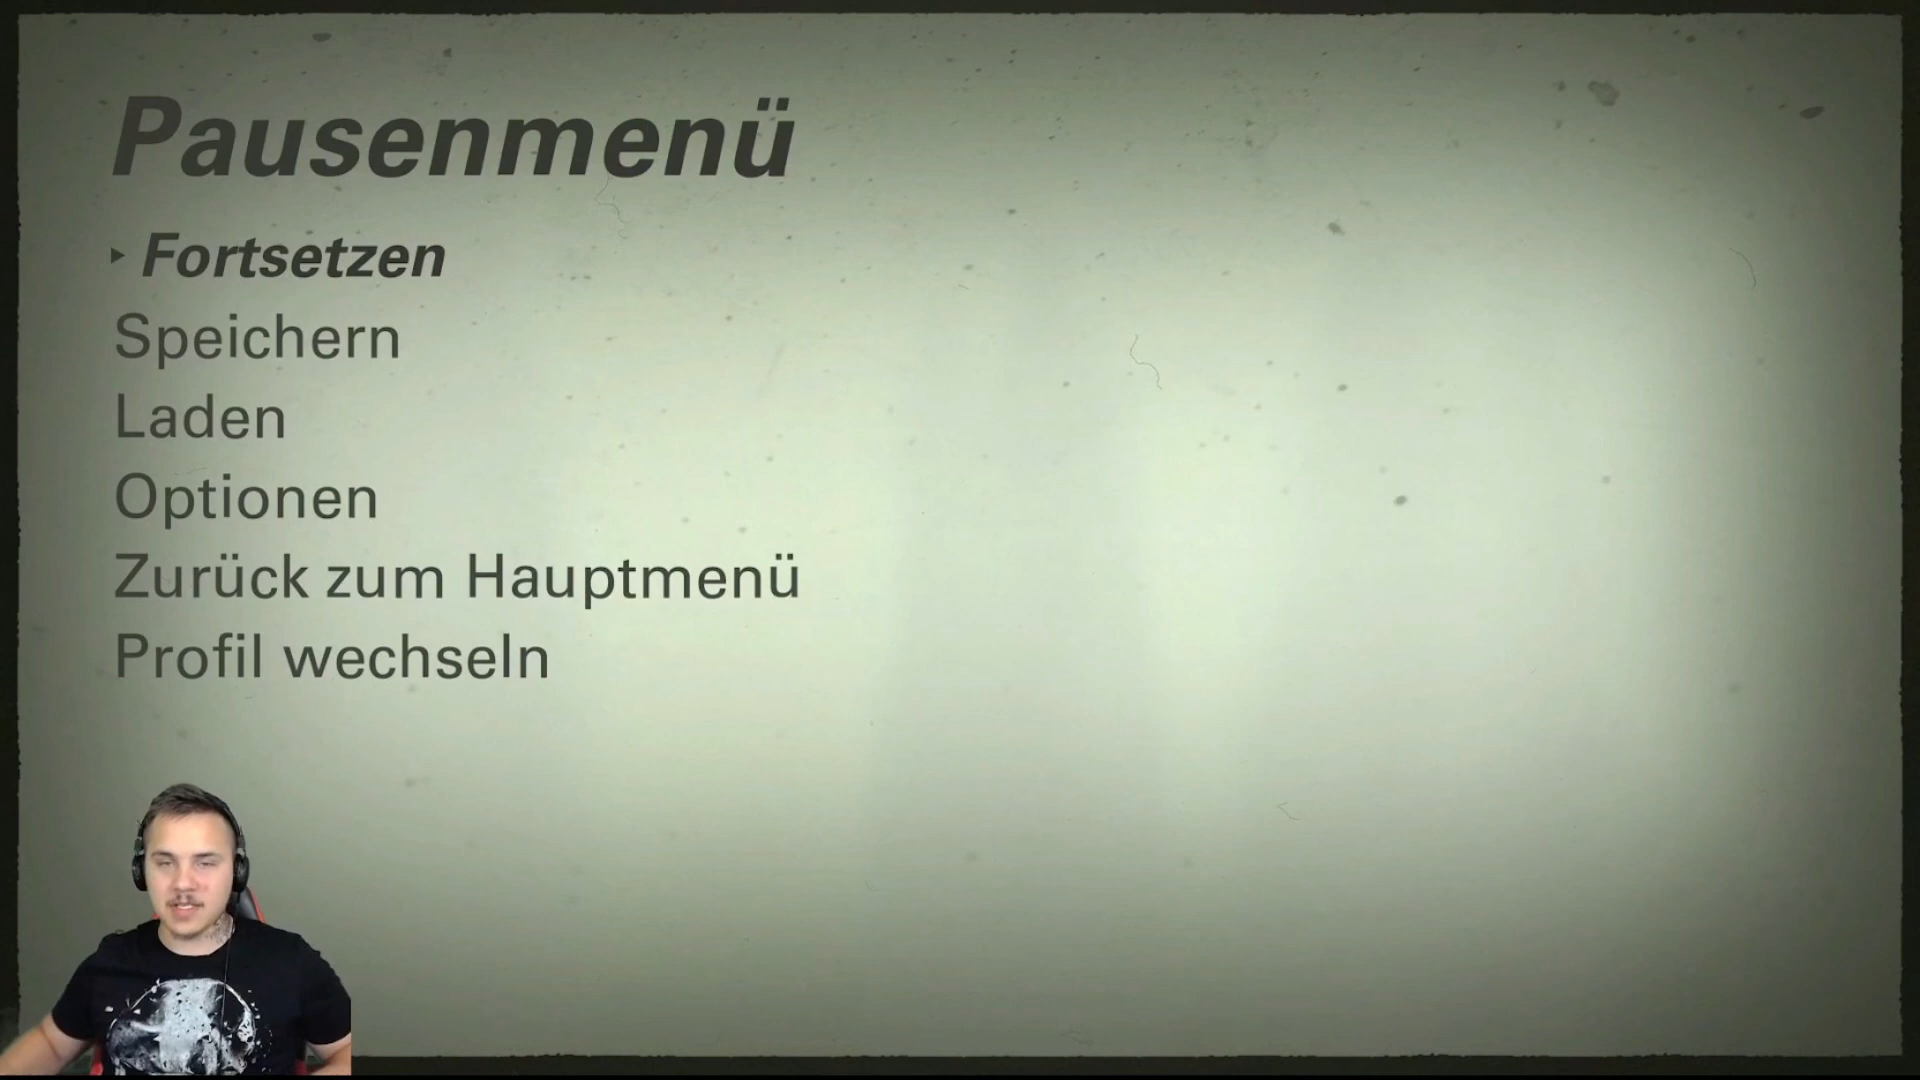 Pausenmenü
Fortsetzen
Speichern
Laden
Optionen
Zurück zum Hauptmenü
Profil wechseln